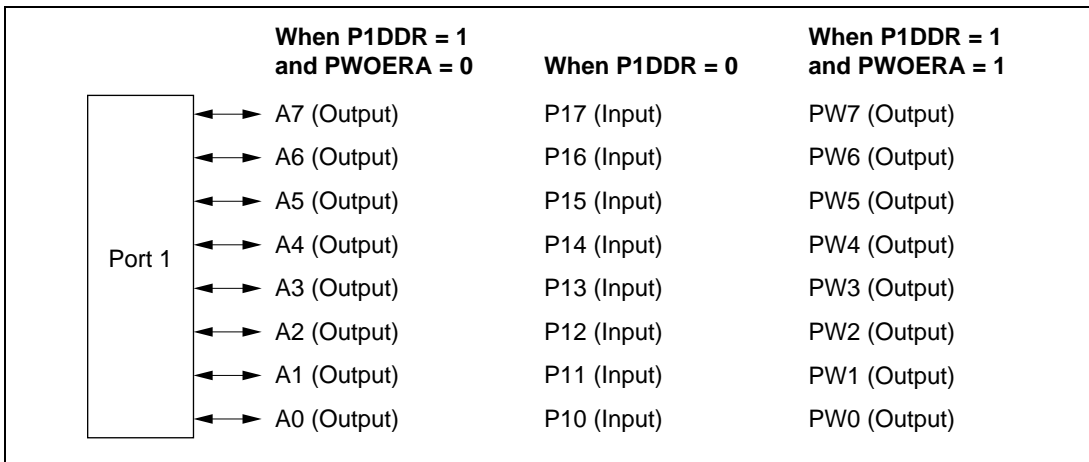 When P1DDR = 1
and PWOERA = 0
When P1DDR = 0
When P1DDR = 1
and PWOERA = 1
Port 1
A7 (Output) P17 (Input) PW7 (Output)
A6 (Output) P16 (Input) PW6 (Output)
A5 (Output) P15 (Input) PW5 (Output)
A4 (Output) P14 (Input) PW4 (Output)
A3 (Output) P13 (Input) PW3 (Output)
A2 (Output) P12 (Input) PW2 (Output)
A1 (Output) P11 (Input) PW1 (Output)
A0 (Output) P10 (Input) PW0 (Output)